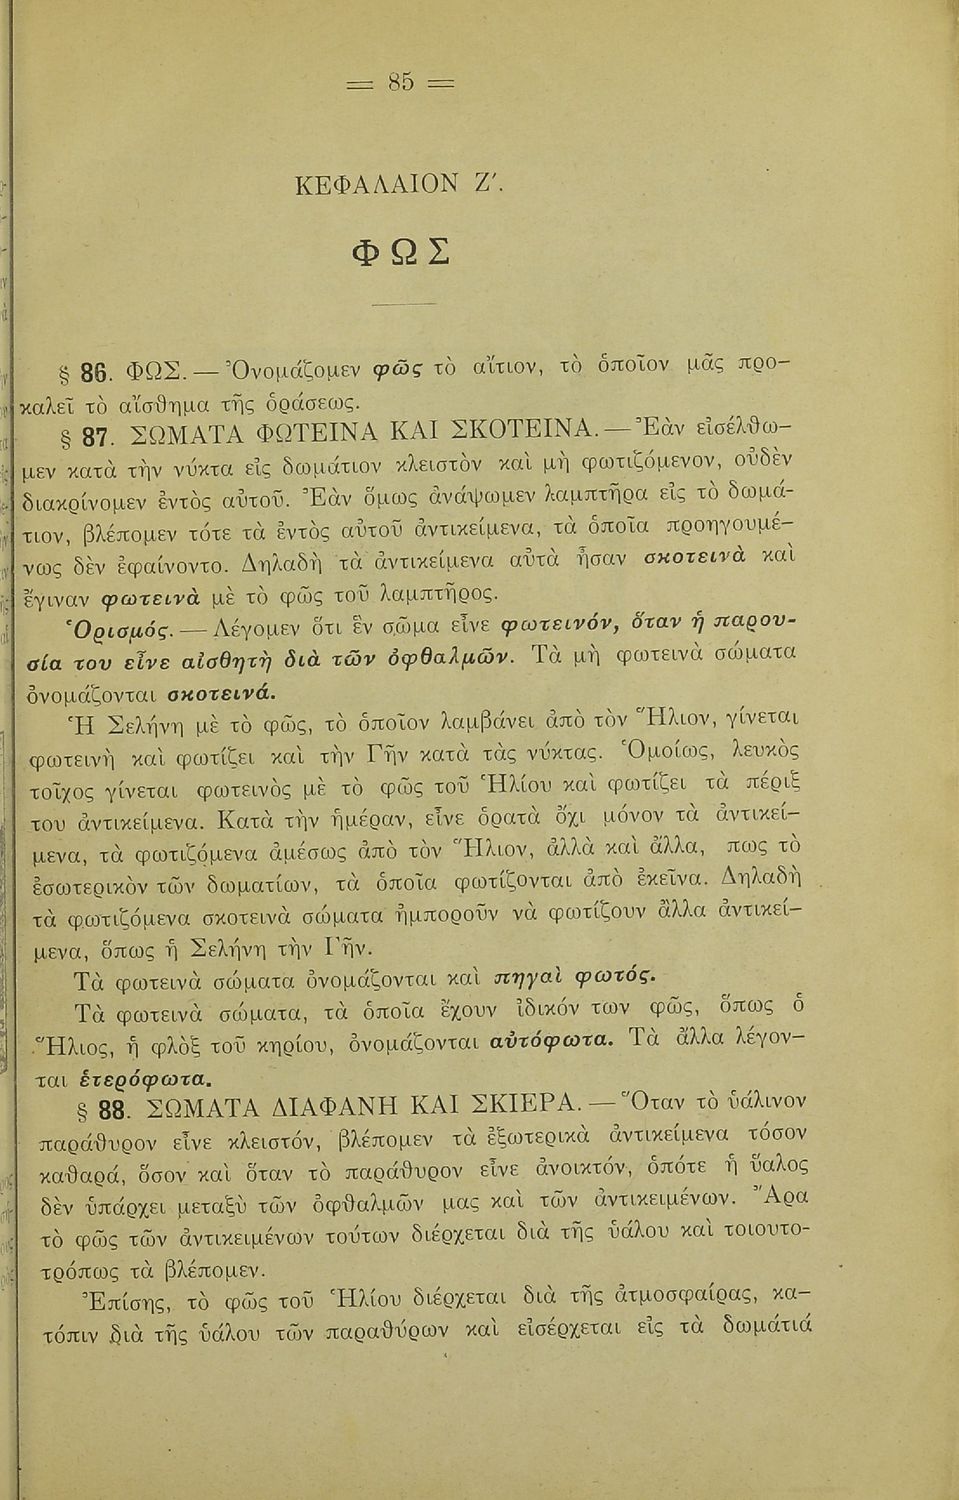 = 85 =
ΚΕΦΑΛΑΙΟΝ Ζ΄.
ΦΩΣ
§ 86. ΦΩΣ. — Ὀνομάζομεν φῶς τὸ αἴτιον, τὸ ὁποῖον μᾶς προ-
καλεῖ τὸ αἴσθημα τῆς ὁράσεως.
§ 87. ΣΩΜΑΤΑ ΦΩΤΕΙΝΑ ΚΑΙ ΣΚΟΤΕΙΝΑ. — Ἐὰν εἰσέλθω-
μεν κατὰ τὴν νύκτα εἰς δωμάτιον κλειστὸν καὶ μὴ φωτιζόμενον, οὐδὲν
διακρίνομεν ἐντὸς αὐτοῦ. Ἐὰν ὅμως ἀνάψωμεν λαμπτῆρα εἰς τὸ δωμά-
τιον, βλέπομεν τότε τὰ ἐντὸς αὐτοῦ ἀντικείμενα, τὰ ὁποῖα προηγουμέ-
νως δὲν ἐφαίνοντο. Δηλαδὴ τὰ ἀντικείμενα αὐτὰ ἦσαν σκοτεινὰ καὶ
ἔγιναν φωτεινὰ μὲ τὸ φῶς τοῦ λαμπτῆρος.
Ὁρισμός. — Λέγομεν ὅτι ἓν σῶμα εἶνε φωτεινόν, ὅταν ἡ παρου-
σία του εἶνε αἰσθητὴ διὰ τῶν ὀφθαλμῶν. Τὰ μὴ φωτεινὰ σώματα
ὀνομάζονται σκοτεινά.
Ἡ Σελήνη μὲ τὸ φῶς, τὸ ὁποῖον λαμβάνει ἀπὸ τὸν Ἥλιον, γίνεται
φωτεινὴ καὶ φωτίζει καὶ τὴν Γῆν κατὰ τὰς νύκτας. Ὁμοίως, λευκὸς
τοῖχος γίνεται φωτεινὸς μὲ τὸ φῶς τοῦ Ἡλίου καὶ φωτίζει τὰ πέριξ
του ἀντικείμενα. Κατὰ τὴν ἡμέραν, εἶνε ὁρατὰ ὄχι μόνον τὰ ἀντικεί-
μενα, τὰ φωτιζόμενα ἀμέσως ἀπὸ τὸν Ἥλιον, ἀλλὰ καὶ ἄλλα, πως τὸ
ἐσωτερικὸν τῶν δωματίων, τὰ ὁποῖα φωτίζονται ἀπὸ ἐκεῖνα. Δηλαδὴ
τὰ φωτιζόμενα σκοτεινὰ σώματα ἠμποροῦν νὰ φωτίζουν ἄλλα ἀντικεί-
μενα, ὅπως ἡ Σελήνη τὴν Γῆν.
Τὰ φωτεινὰ σώματα ὀνομάζονται καὶ πηγαὶ φωτός.
Τὰ φωτεινὰ σώματα, τὰ ὁποῖα ἔχουν ἰδικόν των φῶς, ὅπως ὁ
Ἥλιος, ἡ φλὸξ τοῦ κηρίου, ὀνομάζονται αὐτόφωτα. Τὰ ἄλλα λέγον-
ται ἑτερόφωτα.
§ 88. ΣΩΜΑΤΑ ΔΙΑΦΑΝΗ ΚΑΙ ΣΚΙΕΡΑ. — Ὅταν τὸ ὑάλινον
παράθυρον εἶνε κλειστόν, βλέπομεν τὰ ἐξωτερικὰ ἀντικείμενα τόσον
καθαρά, ὅσον καὶ ὅταν τὸ παράθυρον εἶνε ἀνοικτόν, ὁπότε ἡ ὕαλος
δὲν ὑπάρχει μεταξὺ τῶν ὀφθαλμῶν μας καὶ τῶν ἀντικειμένων. Ἄρα
τὸ φῶς τῶν ἀντικειμένων τούτων διέρχεται διὰ τῆς ὑάλου καὶ τοιουτο-
τρόπως τὰ βλέπομεν.
Ἐπίσης, τὸ φῶς τοῦ Ἡλίου διέρχεται διὰ τῆς ἀτμοσφαίρας, κα-
τόπιν διὰ τῆς ὑάλου τῶν παραθύρων καὶ εἰσέρχεται εἰς τὰ δωμάτιά